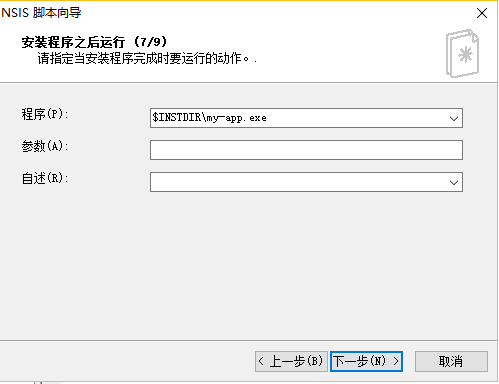 NSIS 脚本向导
安装程序之后运行 (7/9)
请指定当安装程序完成时要运行的动作。.
程序(P):
$INSTDIR\my-app.exe
参数(A):
自述(R):
< 上一步(B)
下一步(N) >
取消